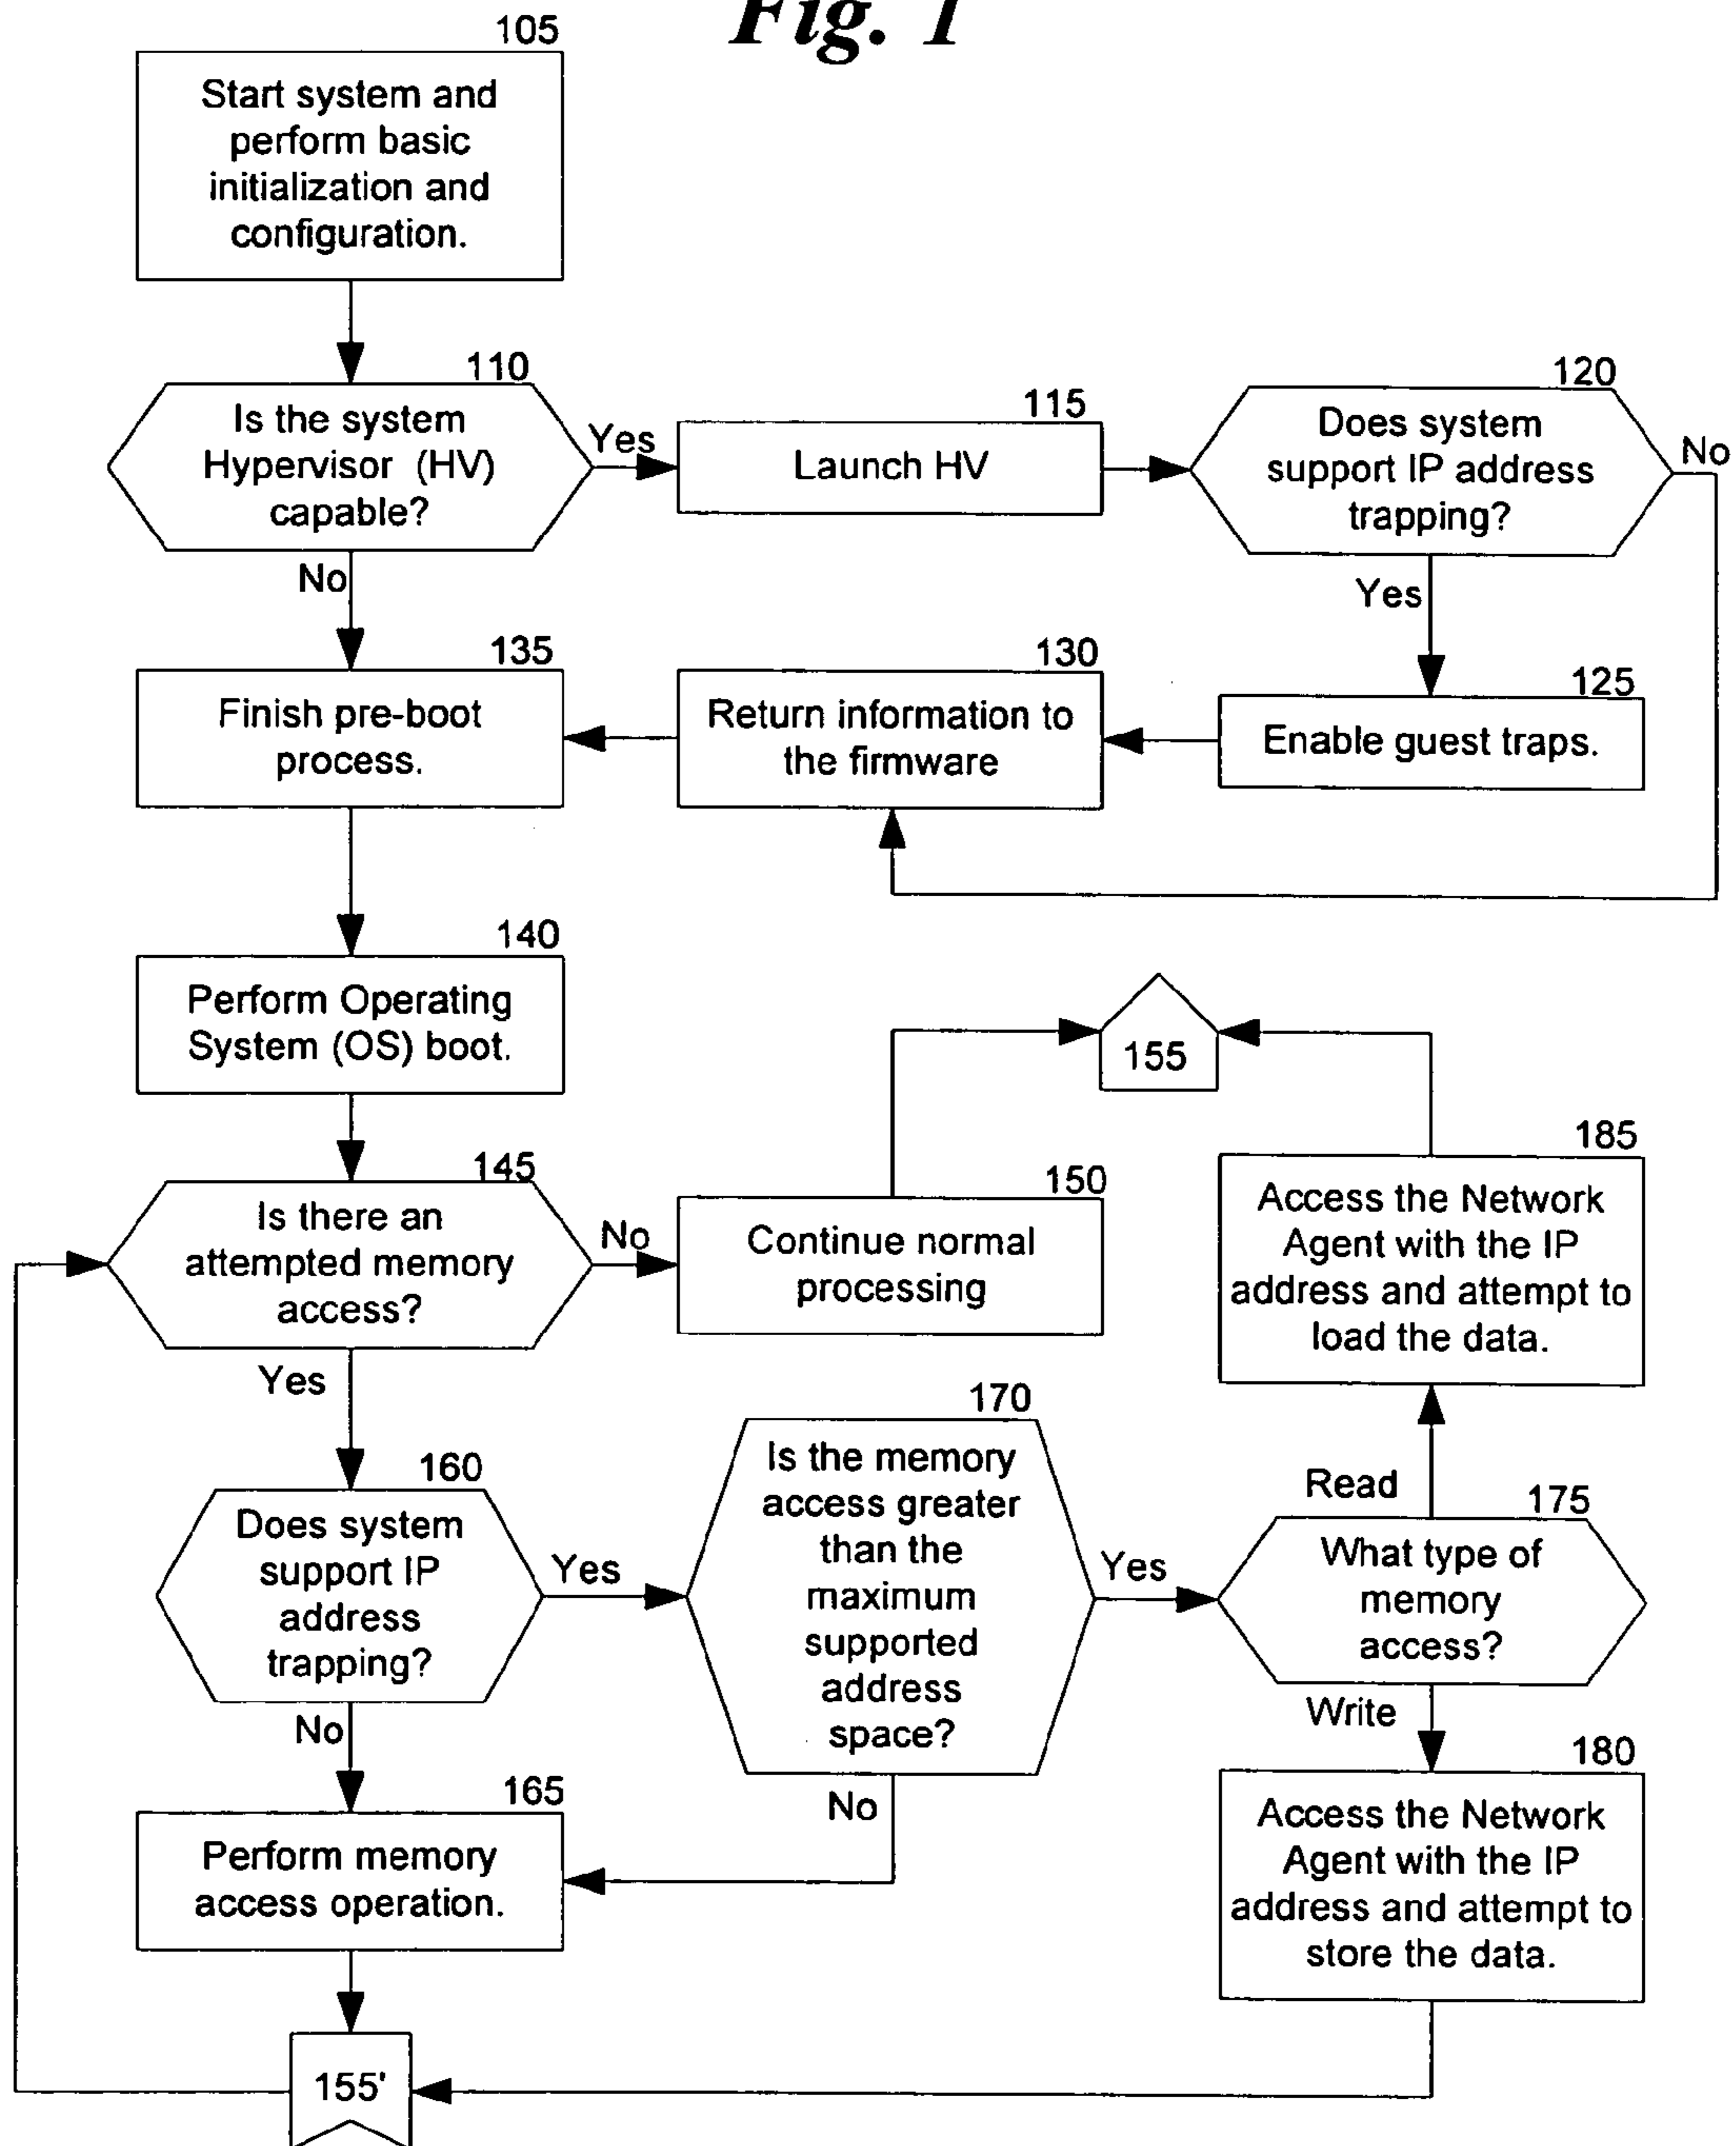 Fig. 1
105
Start system and
perform basic
initialization and
configuration.
110
Is the system
Hypervisor (HV)
capable?
Yes
No
115
Launch HV
120
Does system
support IP address
trapping?
No
Yes
135
Finish pre-boot
process.
130
Return information to
the firmware
125
Enable guest traps.
140
Perform Operating
System (OS) boot.
155
145
Is there an
attempted memory
access?
No
Yes
150
Continue normal
processing
185
Access the Network
Agent with the IP
address and attempt to
load the data.
160
Does system
support IP
address
trapping?
Yes
No
170
Is the memory
access greater
than the
maximum
supported
address
space?
Yes
No
Read
175
What type of
memory
access?
Write
165
Perform memory
access operation.
180
Access the Network
Agent with the IP
address and attempt to
store the data.
155'